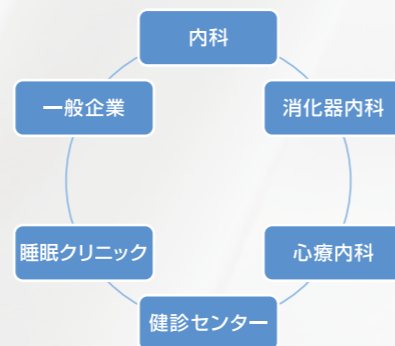 内科
消化器内科
心療内科
健診センター
睡眠クリニック
一般企業